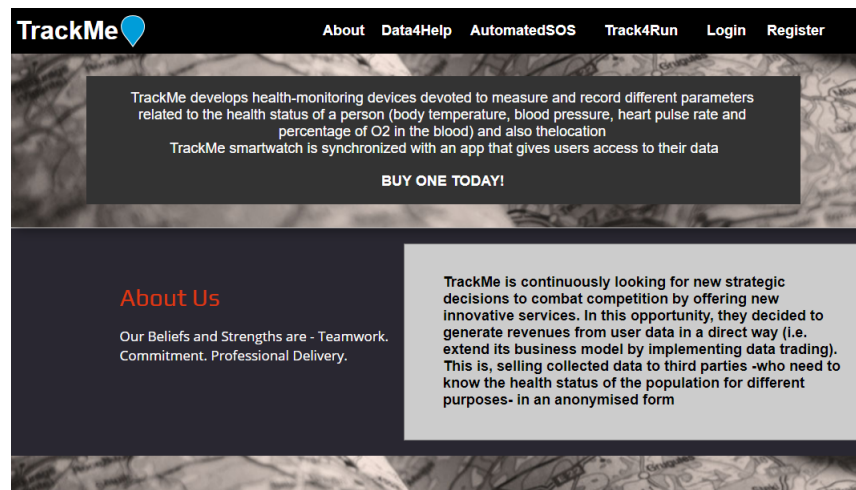 TrackMe
About Data4Help AutomatedSOS Track4Run Login Register
TrackMe develops health-monitoring devices devoted to measure and record different parameters
related to the health status of a person (body temperature, blood pressure, heart pulse rate and
percentage of O2 in the blood) and also thelocation
TrackMe smartwatch is synchronized with an app that gives users access to their data
BUY ONE TODAY!
About Us
Our Beliefs and Strengths are - Teamwork.
Commitment. Professional Delivery.
TrackMe is continuously looking for new strategic
decisions to combat competition by offering new
innovative services. In this opportunity, they decided to
generate revenues from user data in a direct way (i.e.
extend its business model by implementing data trading).
This is, selling collected data to third parties -who need to
know the health status of the population for different
purposes- in an anonymised form